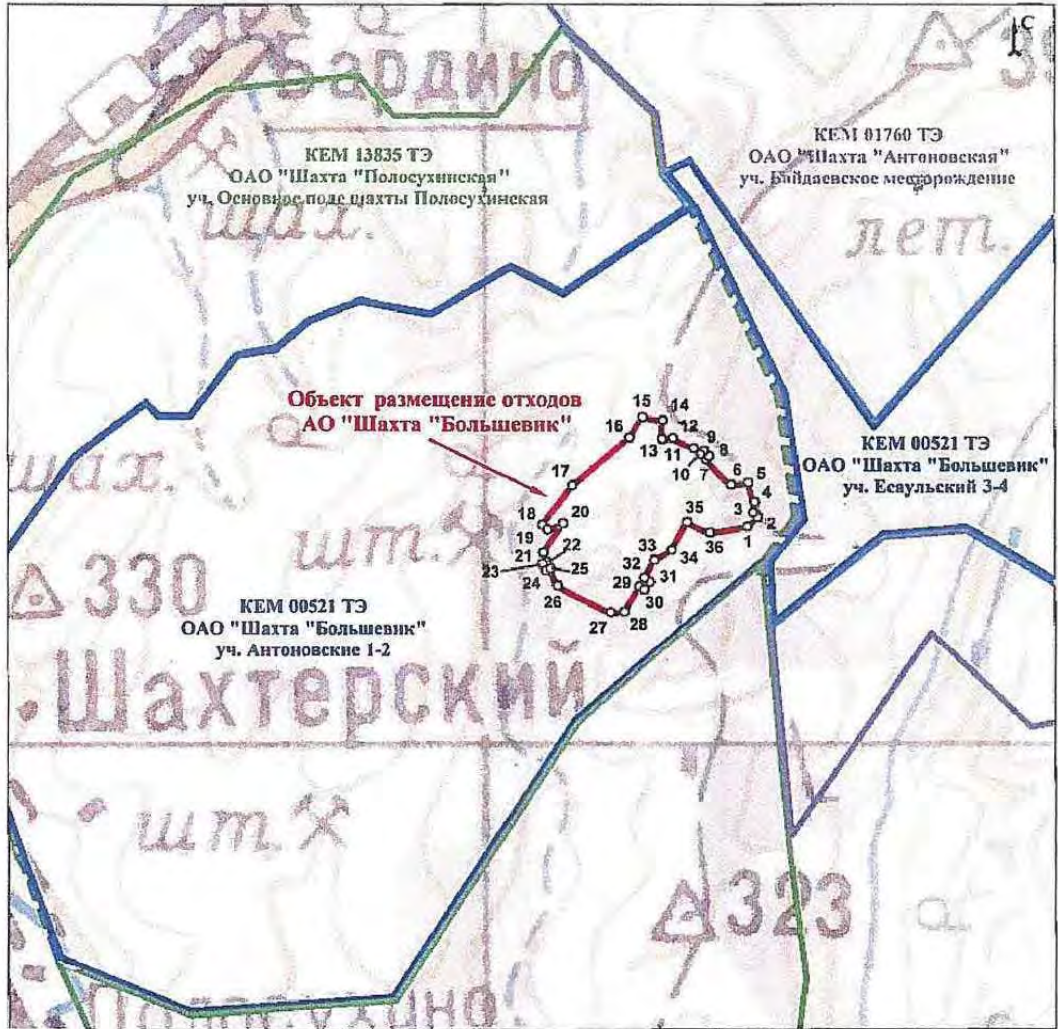 С
Бардино
КЕМ 13835 ТЭ
ОАО "Шахта "Полосухинская"
уч. Основное поле шахты Полосухинская
шах.
КЕМ 01760 ТЭ
ОАО "Шахта "Антоновская"
уч. Байдаевское месторождение
лет.
Объект размещение отходов
АО "Шахта "Большевик"
15
14
16
12
13
11
9
10
8
7
17
6
5
4
3
2
1
18
20
35
36
19
22
21
33
34
23
25
32
24
31
29
30
26
27
28
КЕМ 00521 ТЭ
ОАО "Шахта "Большевик"
уч. Есаульский 3-4
шах.
шт.
330
КЕМ 00521 ТЭ
ОАО "Шахта "Большевик"
уч. Антоновские 1-2
Шахтерский
шт.
323